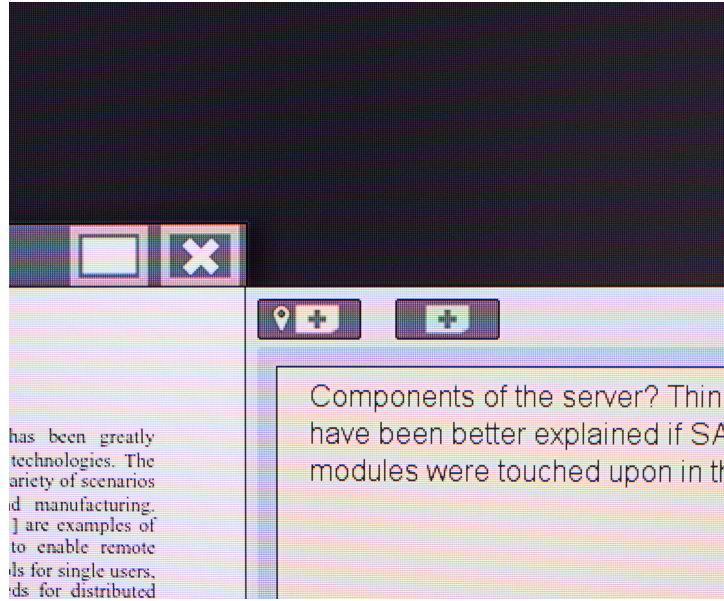 has been greatly
technologies. The
ariety of scenarios
d manufacturing.
] are examples of
to enable remote
ls for single users,
ds for distributed
Components of the server? Thin
have been better explained if SA
modules were touched upon in th